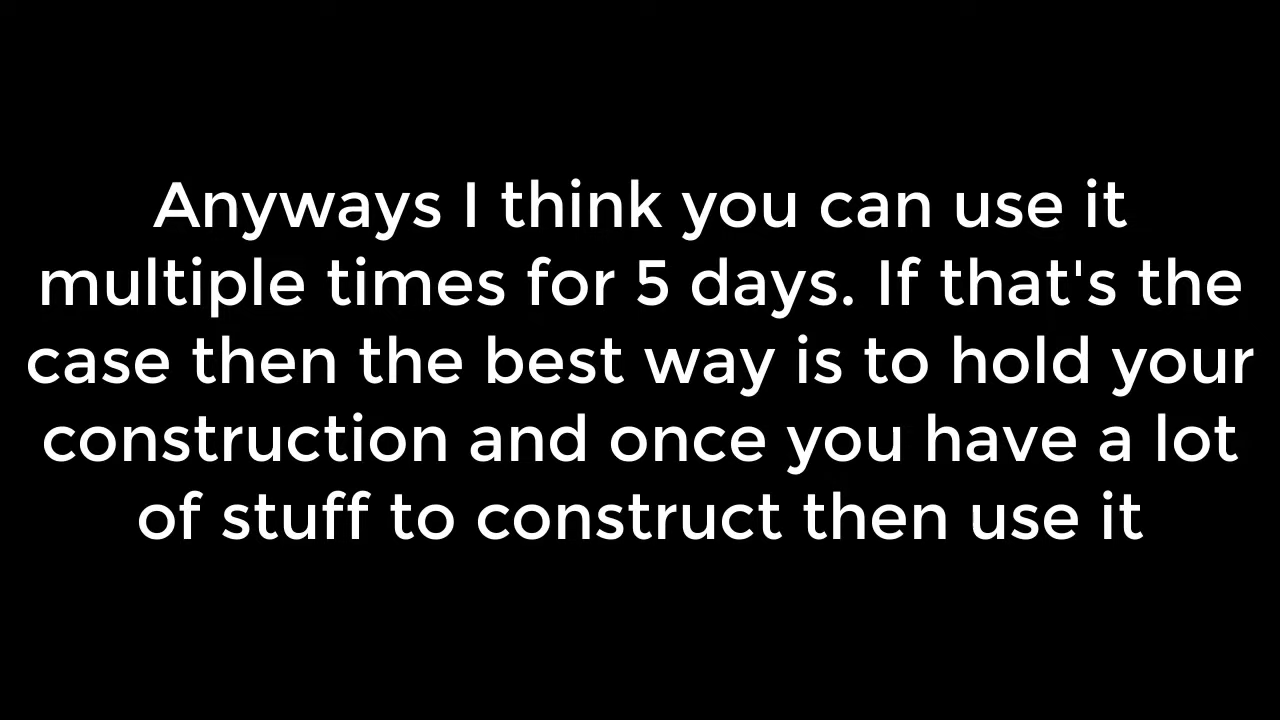 Anyways I think you can use it
multiple times for 5 days. If that's the
case then the best way is to hold your
construction and once you have a lot
of stuff to construct then use it